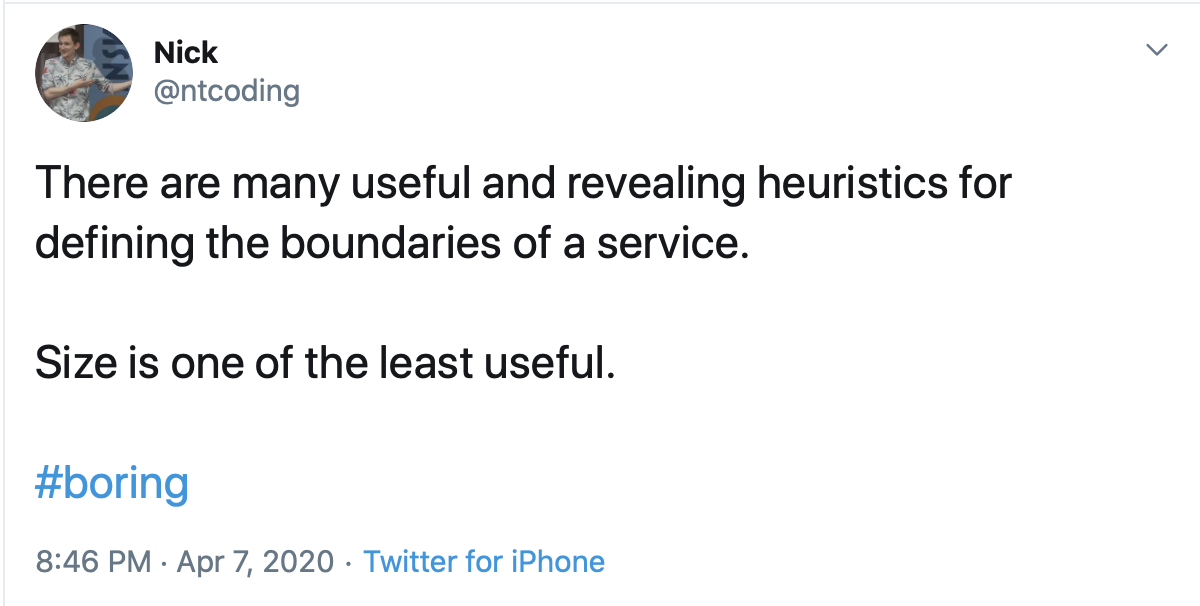 Nick
@ntcoding
There are many useful and revealing heuristics for
defining the boundaries of a service.
Size is one of the least useful.
#boring
8:46 PM · Apr 7, 2020 · Twitter for iPhone